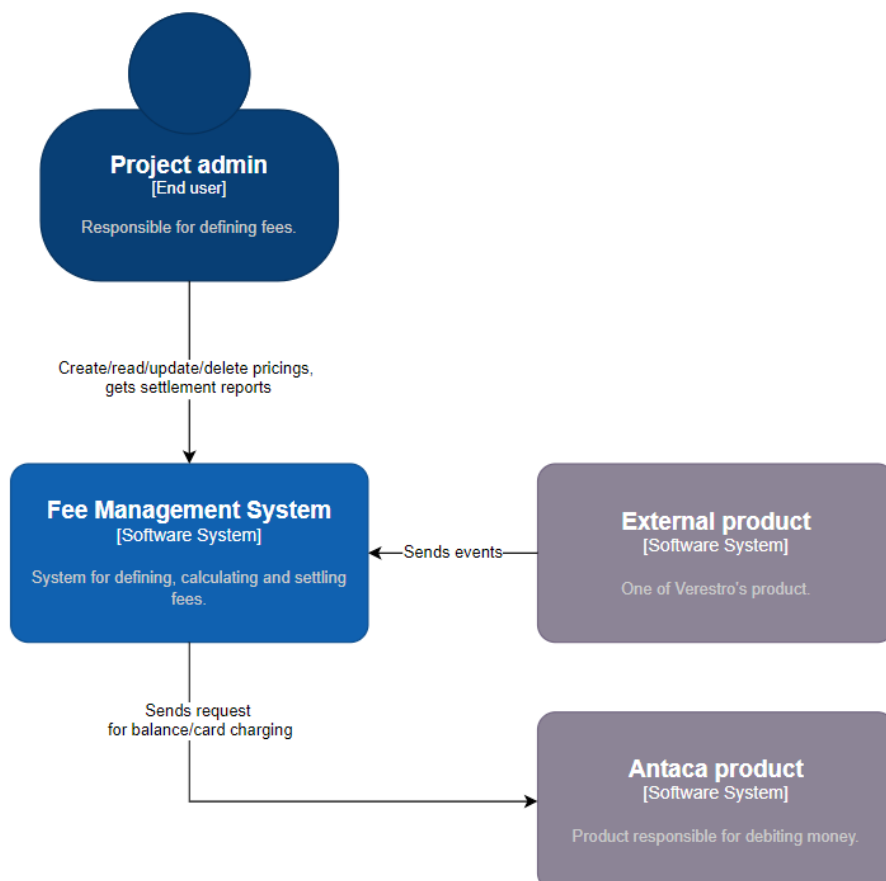 Project admin
[End user]
Responsible for defining fees.
Create/read/update/delete pricings,
gets settlement reports
Fee Management System
[Software System]
System for defining, calculating and settling
fees.
Sends events
External product
[Software System]
One of Verestro's product.
Sends request
for balance/card charging
Antaca product
[Software System]
Product responsible for debiting money.